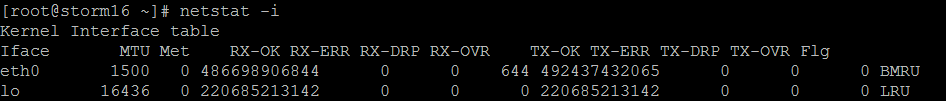 [root@storm16 ~]# netstat -i
Kernel Interface table
Iface MTU Met RX-OK RX-ERR RX-DRP RX-OVR TX-OK TX-ERR TX-DRP TX-OVR Flg
eth0 1500 0 486698906844 0 0 644 492437432065 0 0 0 BMRU
lo 16436 0 220685213142 0 0 0 220685213142 0 0 0 LRU